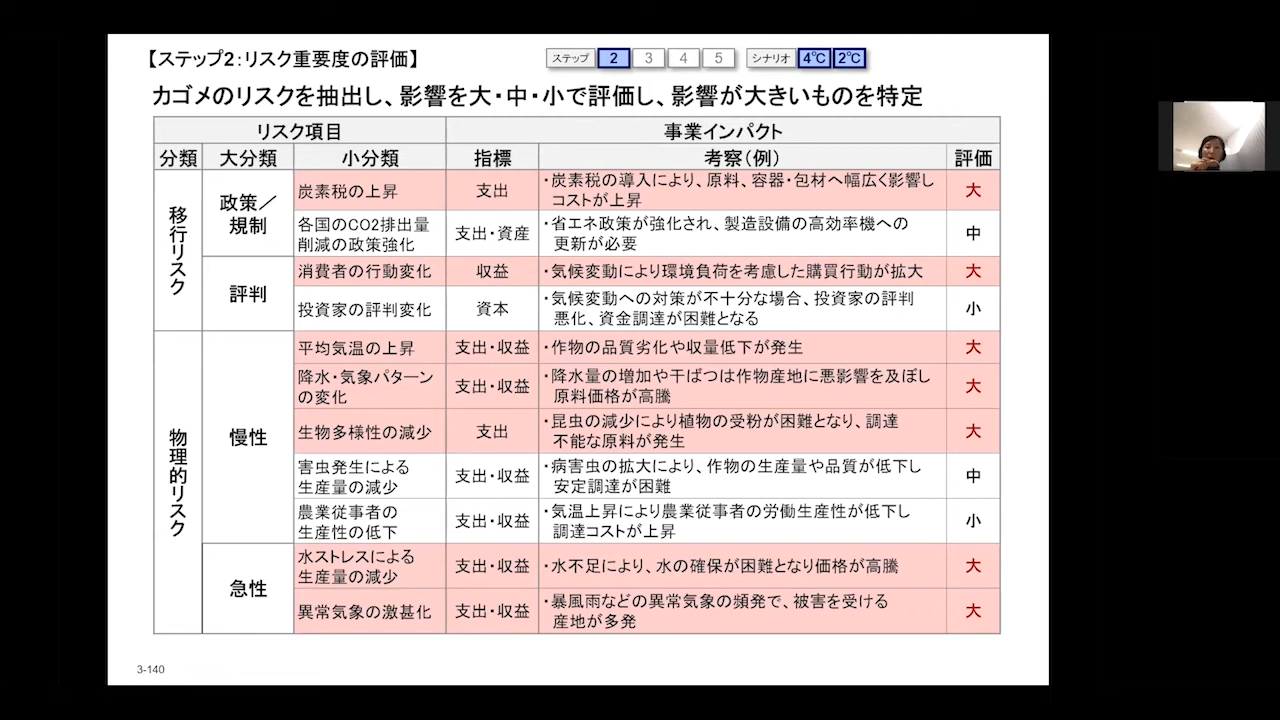 【ステップ2：リスク重要度の評価】
ステップ 2 3 4 5 シナリオ 4℃ 2℃
カゴメのリスクを抽出し、影響を大・中・小で評価し、影響が大きいものを特定
リスク項目 事業インパクト
分類 大分類 小分類 指標 考察（例） 評価
移行リスク
政策／
規制
炭素税の上昇 支出
・炭素税の導入により、原料、容器・包材へ幅広く影響し
コストが上昇
大
各国のCO2排出量
削減の政策強化
支出・資産
・省エネ政策が強化され、製造設備の高効率機への
更新が必要
中
評判
消費者の行動変化 収益 ・気候変動により環境負荷を考慮した購買行動が拡大 大
投資家の評判変化 資本
・気候変動への対策が不十分な場合、投資家の評判
悪化、資金調達が困難となる
小
物理的リスク
慢性
平均気温の上昇 支出・収益 ・作物の品質劣化や収量低下が発生 大
降水・気象パターン
の変化
支出・収益
・降水量の増加や干ばつは作物産地に悪影響を及ぼし
原料価格が高騰
大
生物多様性の減少 支出
・昆虫の減少により植物の受粉が困難となり、調達
不能な原料が発生
大
害虫発生による
生産量の減少
支出・収益
・病害虫の拡大により、作物の生産量や品質が低下し
安定調達が困難
中
農業従事者の
生産性の低下
支出・収益
・気温上昇により農業従事者の労働生産性が低下し
調達コストが上昇
小
急性
水ストレスによる
生産量の減少
支出・収益 ・水不足により、水の確保が困難となり価格が高騰 大
異常気象の激甚化 支出・収益
・暴風雨などの異常気象の頻発で、被害を受ける
産地が多発
大
3-140